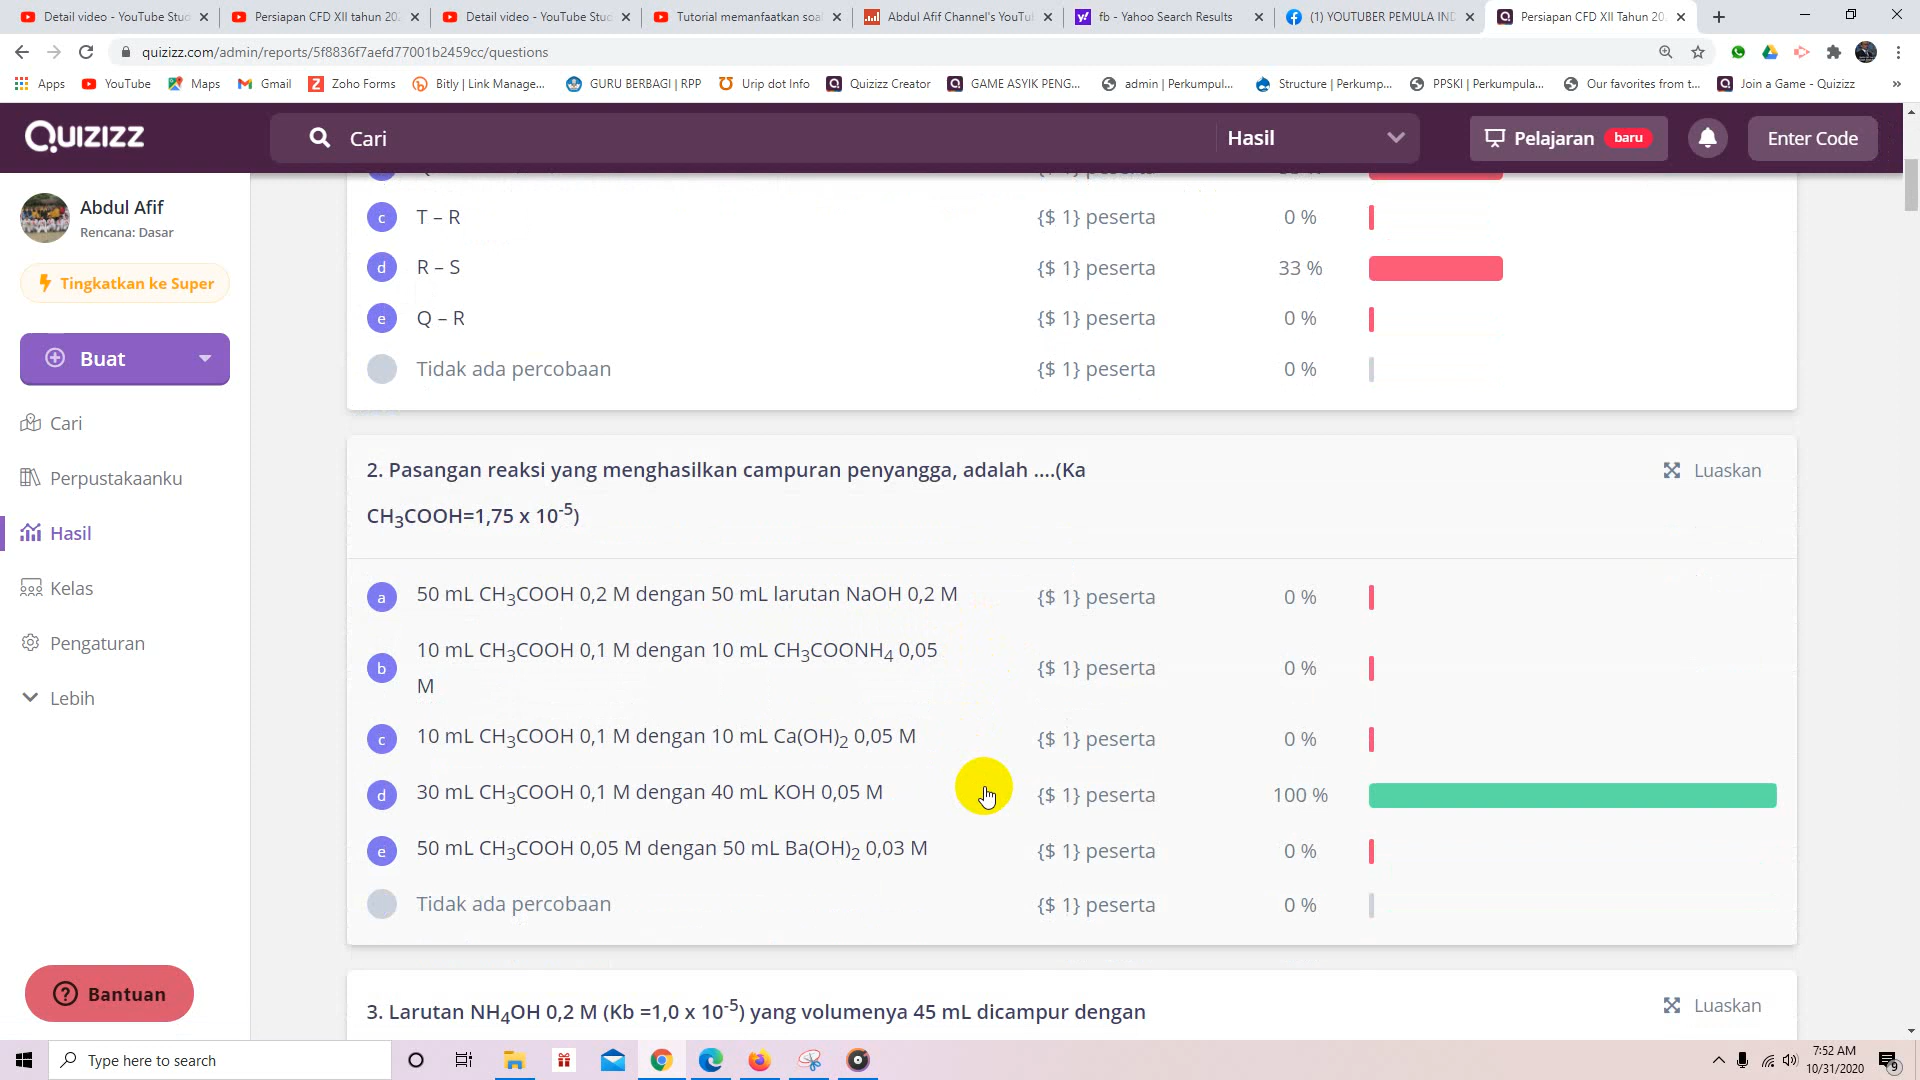 Detail video - YouTube Stud
Persiapan CFD XII tahun 202
Detail video - YouTube Stud
Tutorial memanfaatkan soal
Abdul Afif Channel's YouTu
fb - Yahoo Search Results
(1) YOUTUBER PEMULA IND
Persiapan CFD XII Tahun 20
quizizz.com/admin/reports/5f8836f7aefd77001b2459cc/questions
Apps
YouTube
Maps
Gmail
Zoho Forms
Bitly | Link Manage...
GURU BERBAGI | RPP
Urip dot Info
Quizizz Creator
GAME ASYIK PENG...
admin | Perkumpul...
Structure | Perkump...
PPSKI | Perkumpula...
Our favorites from t...
Join a Game - Quizizz
QUIZIZZ
Cari
Hasil
Pelajaran baru
Enter Code
Abdul Afif
Rencana: Dasar
Tingkatkan ke Super
Buat
Cari
Perpustakaanku
Hasil
Kelas
Pengaturan
Lebih
Bantuan
c T – R {$ 1} peserta 0 %
d R – S {$ 1} peserta 33 %
e Q – R {$ 1} peserta 0 %
Tidak ada percobaan {$ 1} peserta 0 %
2. Pasangan reaksi yang menghasilkan campuran penyangga, adalah ....(Ka
CH₃COOH=1,75 x 10⁻⁵)
Luaskan
a 50 mL CH₃COOH 0,2 M dengan 50 mL larutan NaOH 0,2 M {$ 1} peserta 0 %
b 10 mL CH₃COOH 0,1 M dengan 10 mL CH₃COONH₄ 0,05
M {$ 1} peserta 0 %
c 10 mL CH₃COOH 0,1 M dengan 10 mL Ca(OH)₂ 0,05 M {$ 1} peserta 0 %
d 30 mL CH₃COOH 0,1 M dengan 40 mL KOH 0,05 M {$ 1} peserta 100 %
e 50 mL CH₃COOH 0,05 M dengan 50 mL Ba(OH)₂ 0,03 M {$ 1} peserta 0 %
Tidak ada percobaan {$ 1} peserta 0 %
3. Larutan NH₄OH 0,2 M (Kb =1,0 x 10⁻⁵) yang volumenya 45 mL dicampur dengan
Luaskan
Type here to search
7:52 AM
10/31/2020
9